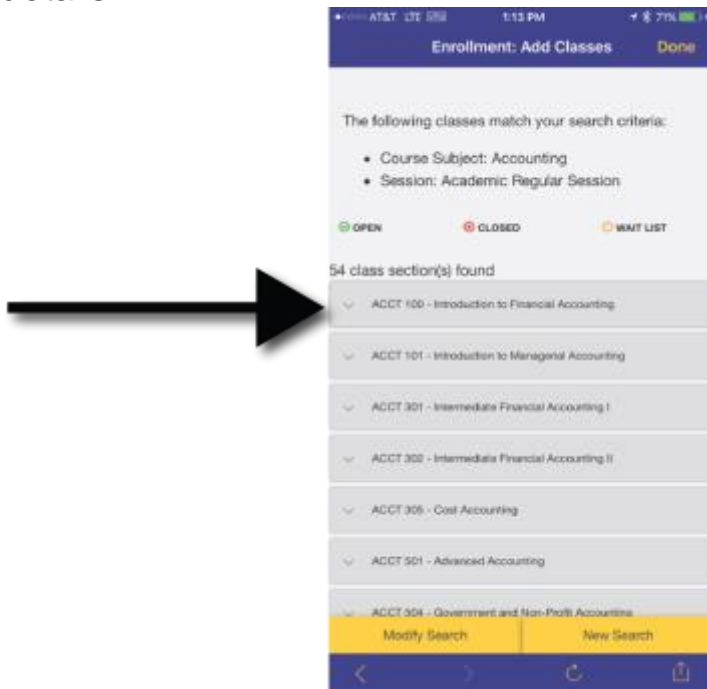 AT&T LTE 1:13 PM 71%
Enrollment: Add Classes Done
The following classes match your search criteria:
• Course Subject: Accounting
• Session: Academic Regular Session
OPEN CLOSED WAIT LIST
54 class section(s) found
ACCT 100 - Introduction to Financial Accounting
ACCT 101 - Introduction to Managerial Accounting
ACCT 301 - Intermediate Financial Accounting I
ACCT 302 - Intermediate Financial Accounting II
ACCT 305 - Cost Accounting
ACCT 501 - Advanced Accounting
ACCT 504 - Government and Non-Profit Accounting
Modify Search New Search